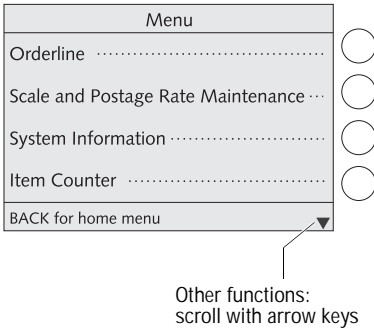 Menu
Orderline ·····································
Scale and Postage Rate Maintenance ···
System Information ·························
Item Counter ································
BACK for home menu ▼
Other functions:
scroll with arrow keys